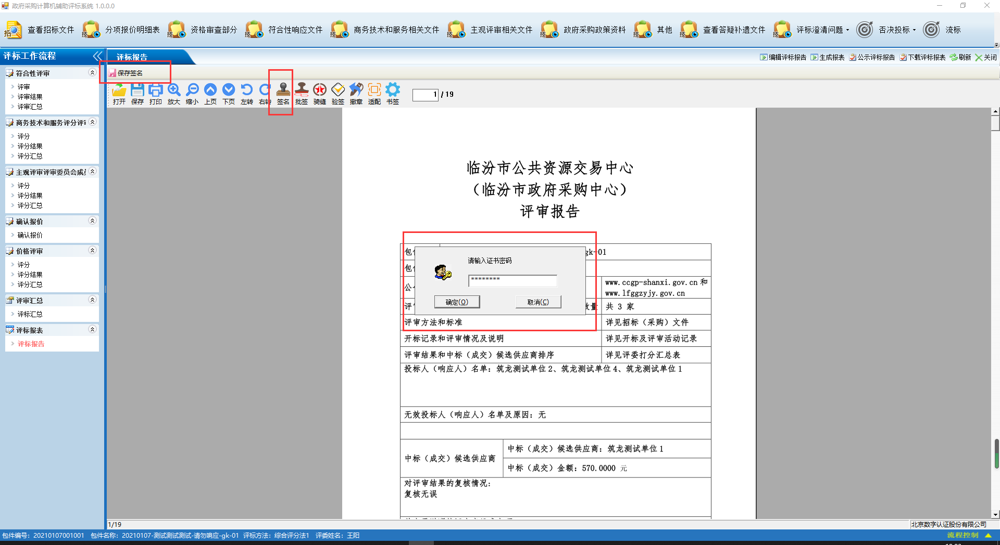 政府采购计算机辅助评标系统 1.0.0.0
查看招标文件 分项报价明细表 资格审查部分 符合性响应文件 商务技术和服务相关文件 主观评审相关文件 政府采购政策资料 其他 查看答疑补遗文件 评标澄清问题 否决投标 流标
评标工作流程
评标报告
编辑评标报告 生成报表 公示评标报告 下载评标报表 刷新 关闭
保存签名
打开 保存 打印 放大 缩小 上页 下页 左转 右转 签名 批签 骑缝 验签 撤章 适配 书签
1 / 19
符合性评审
评审
评审结果
评审汇总
商务技术和服务评分评
评分
评分结果
评分汇总
主观评审评审委员会成
评分
评分结果
评分汇总
确认报价
确认报价
价格评审
评分
评分结果
评分汇总
评审汇总
评标汇总
评标报表
评标报告
临汾市公共资源交易中心
（临汾市政府采购中心）
评审报告
包 gk-01
包
公 www.ccgp-shanxi.gov.cn 和
www.lfggzyjy.gov.cn
评 数量 共 3 家
请输入证书密码
********
确定(O) 取消(C)
评审方法和标准 详见招标（采购）文件
开标记录和评审情况及说明 详见开标及评审活动记录
评审结果和中标（成交）候选供应商排序 详见评委打分汇总表
投标人（响应人）名单：筑龙测试单位2、筑龙测试单位4、筑龙测试单位1
无效投标人（响应人）名单及原因：无
中标（成交）候选供应商
中标（成交）候选供应商：筑龙测试单位1
中标（成交）金额：570.0000 元
对评审结果的复核情况：
复核无误
1/19
北京数字认证股份有限公司
包件编号：20210107001001 包件名称：20210107-测试测试测试-请勿响应-gk-01 评标方法：综合评分法1 评委姓名：王阳
流程控制